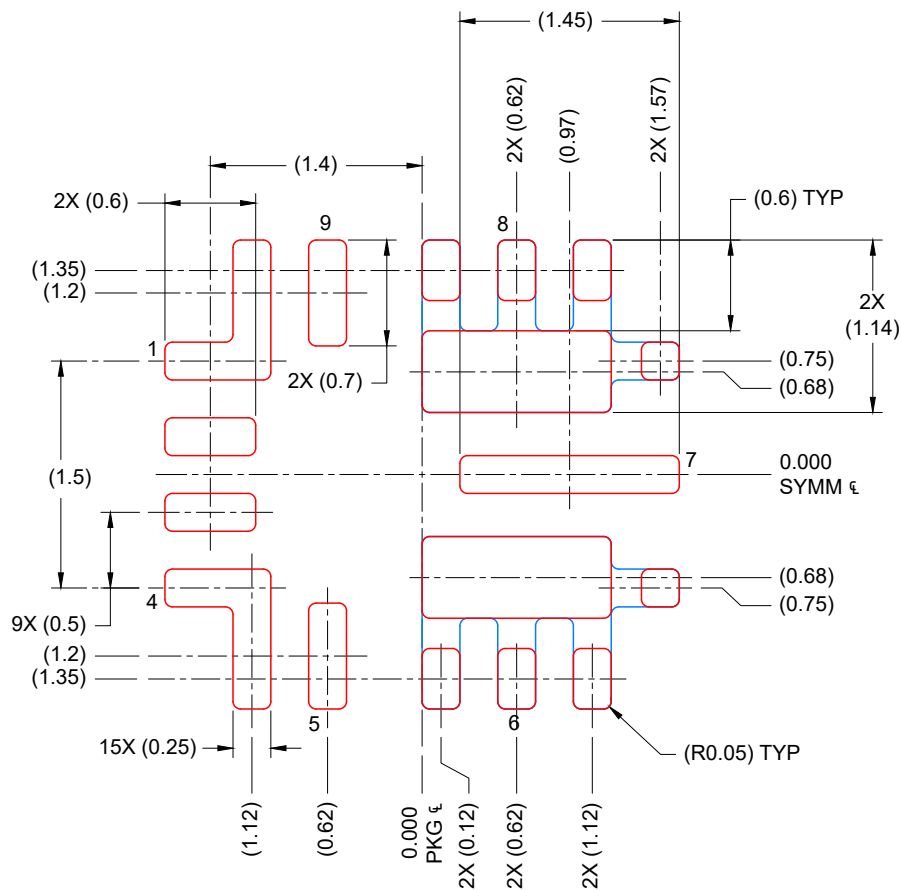 (1.45)
2X (0.62)
(0.97)
2X (1.57)
(1.4)
2X (0.6)
(0.6) TYP
9
8
(1.35)
(1.2)
2X
(1.14)
1
2X (0.7)
(0.75)
(0.68)
(1.5)
7
0.000
SYMM ℄
(0.68)
(0.75)
4
9X (0.5)
(1.2)
(1.35)
5
6
15X (0.25)
(R0.05) TYP
(1.12)
(0.62)
0.000
PKG ℄
2X (0.12)
2X (0.62)
2X (1.12)